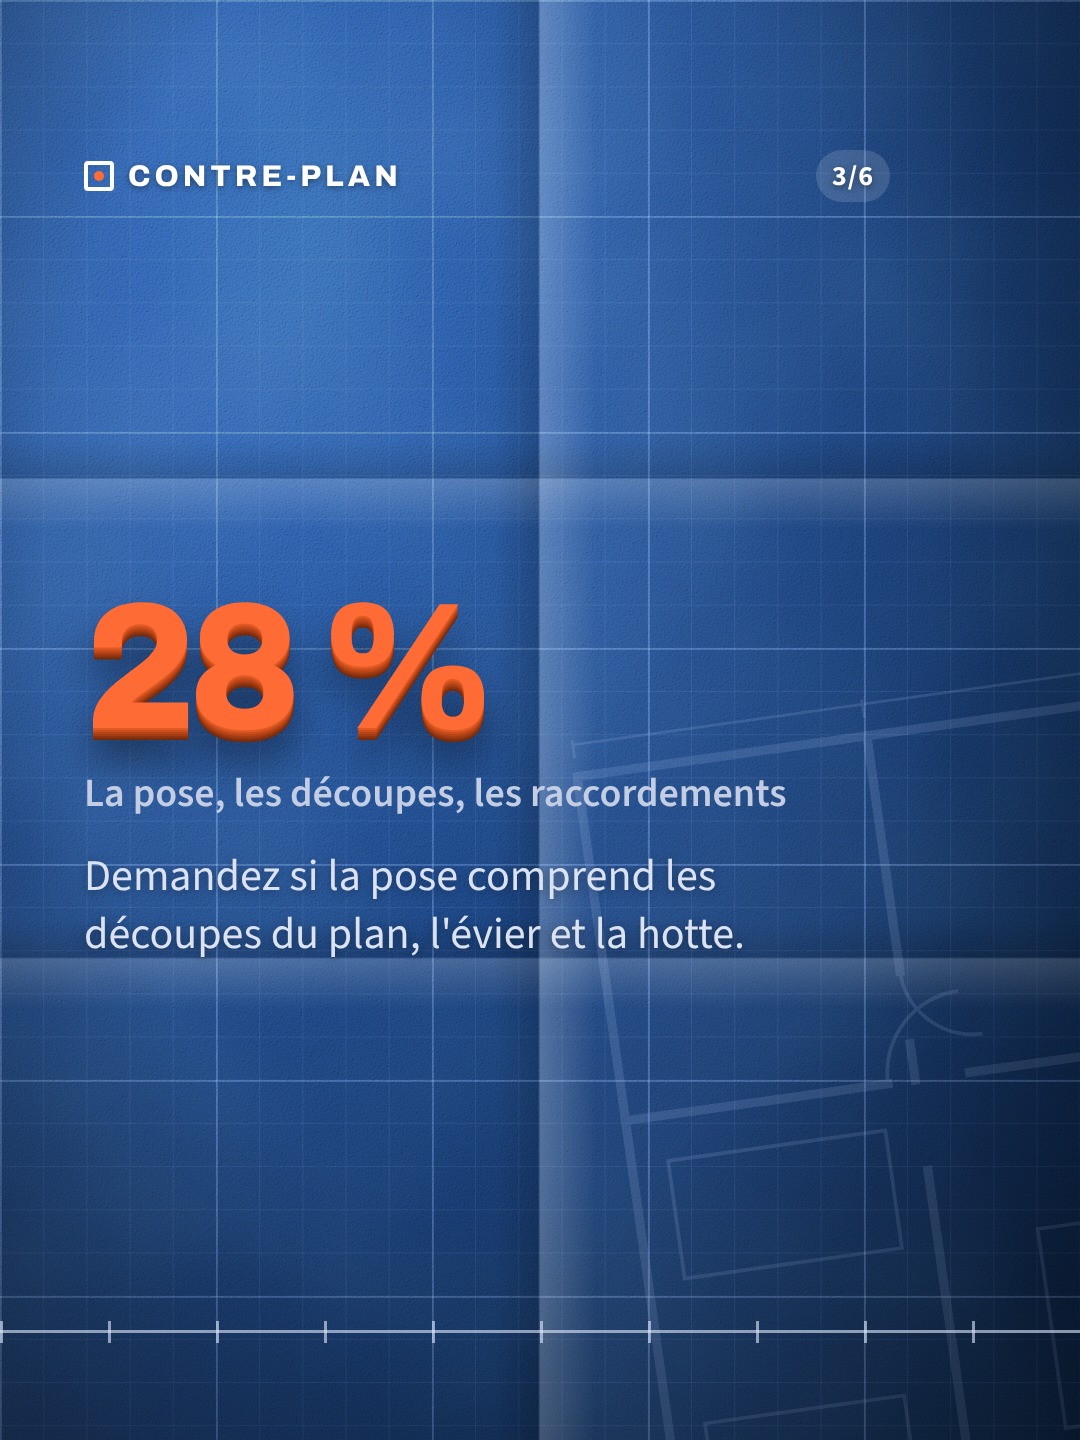 CONTRE-PLAN
3/6
28 %
La pose, les découpes, les raccordements
Demandez si la pose comprend les
découpes du plan, l'évier et la hotte.